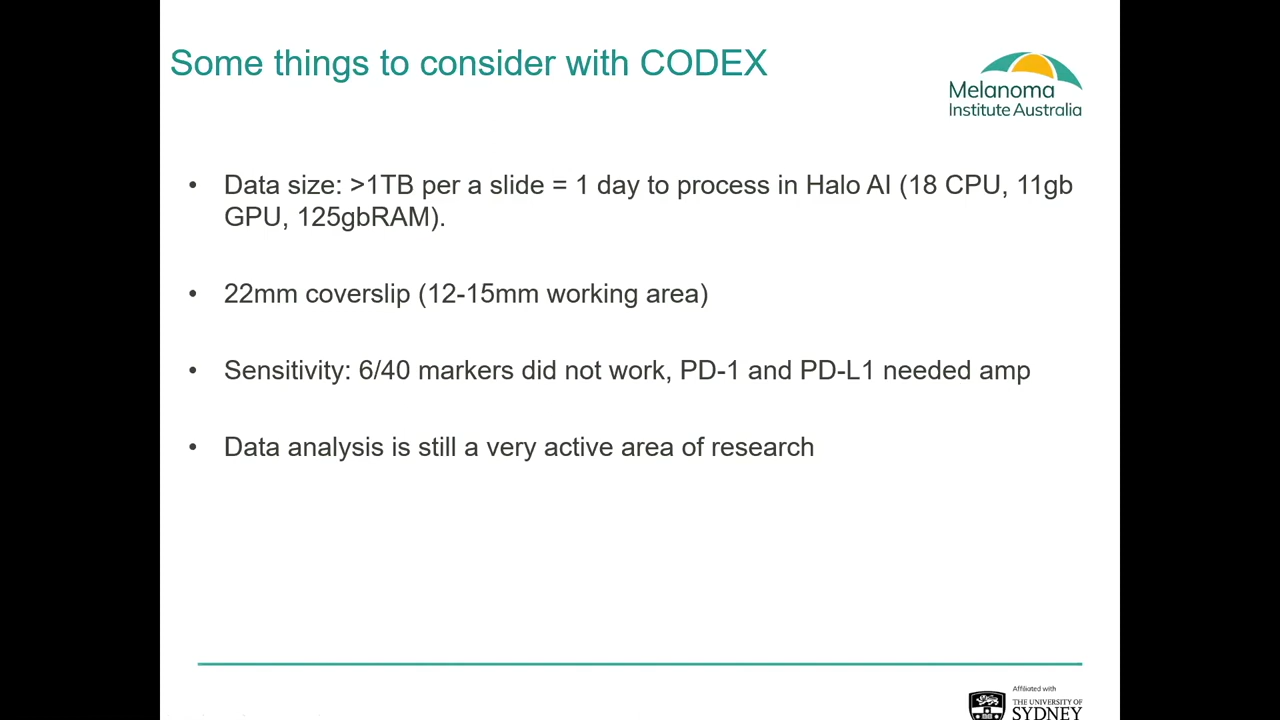 Some things to consider with CODEX
Melanoma
Institute Australia
• Data size: >1TB per a slide = 1 day to process in Halo AI (18 CPU, 11gb
GPU, 125gbRAM).
• 22mm coverslip (12-15mm working area)
• Sensitivity: 6/40 markers did not work, PD-1 and PD-L1 needed amp
• Data analysis is still a very active area of research
Affiliated with
THE UNIVERSITY OF
SYDNEY